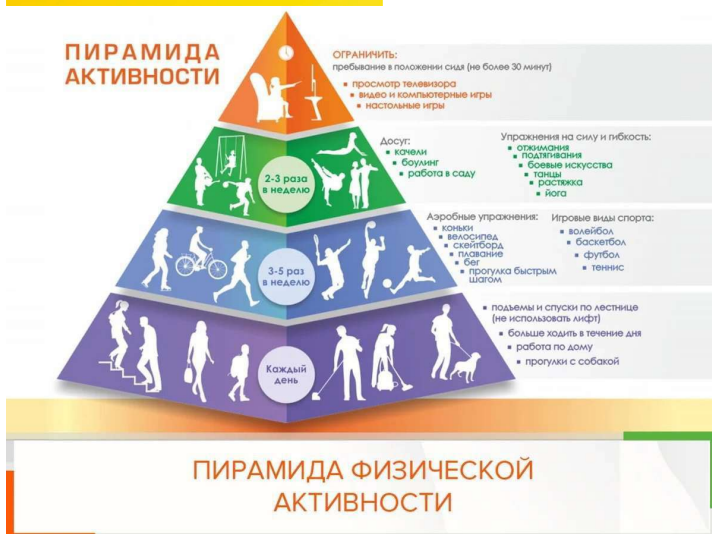 ПИРАМИДА
АКТИВНОСТИ
ОГРАНИЧИТЬ:
пребывание в положении сидя (не более 30 минут)
просмотр телевизора
видео и компьютерные игры
настольные игры
2-3 раза
в неделю
Досуг:
качели
боулинг
работа в саду
Упражнения на силу и гибкость:
отжимания
подтягивания
боевые искусства
танцы
растяжка
йога
3-5 раз
в неделю
Аэробные упражнения:
коньки
велосипед
скейтборд
плавание
бег
прогулка быстрым
шагом
Игровые виды спорта:
волейбол
баскетбол
футбол
теннис
Каждый
день
подъемы и спуски по лестнице
(не использовать лифт)
больше ходить в течение дня
работа по дому
прогулки с собакой
ПИРАМИДА ФИЗИЧЕСКОЙ
АКТИВНОСТИ